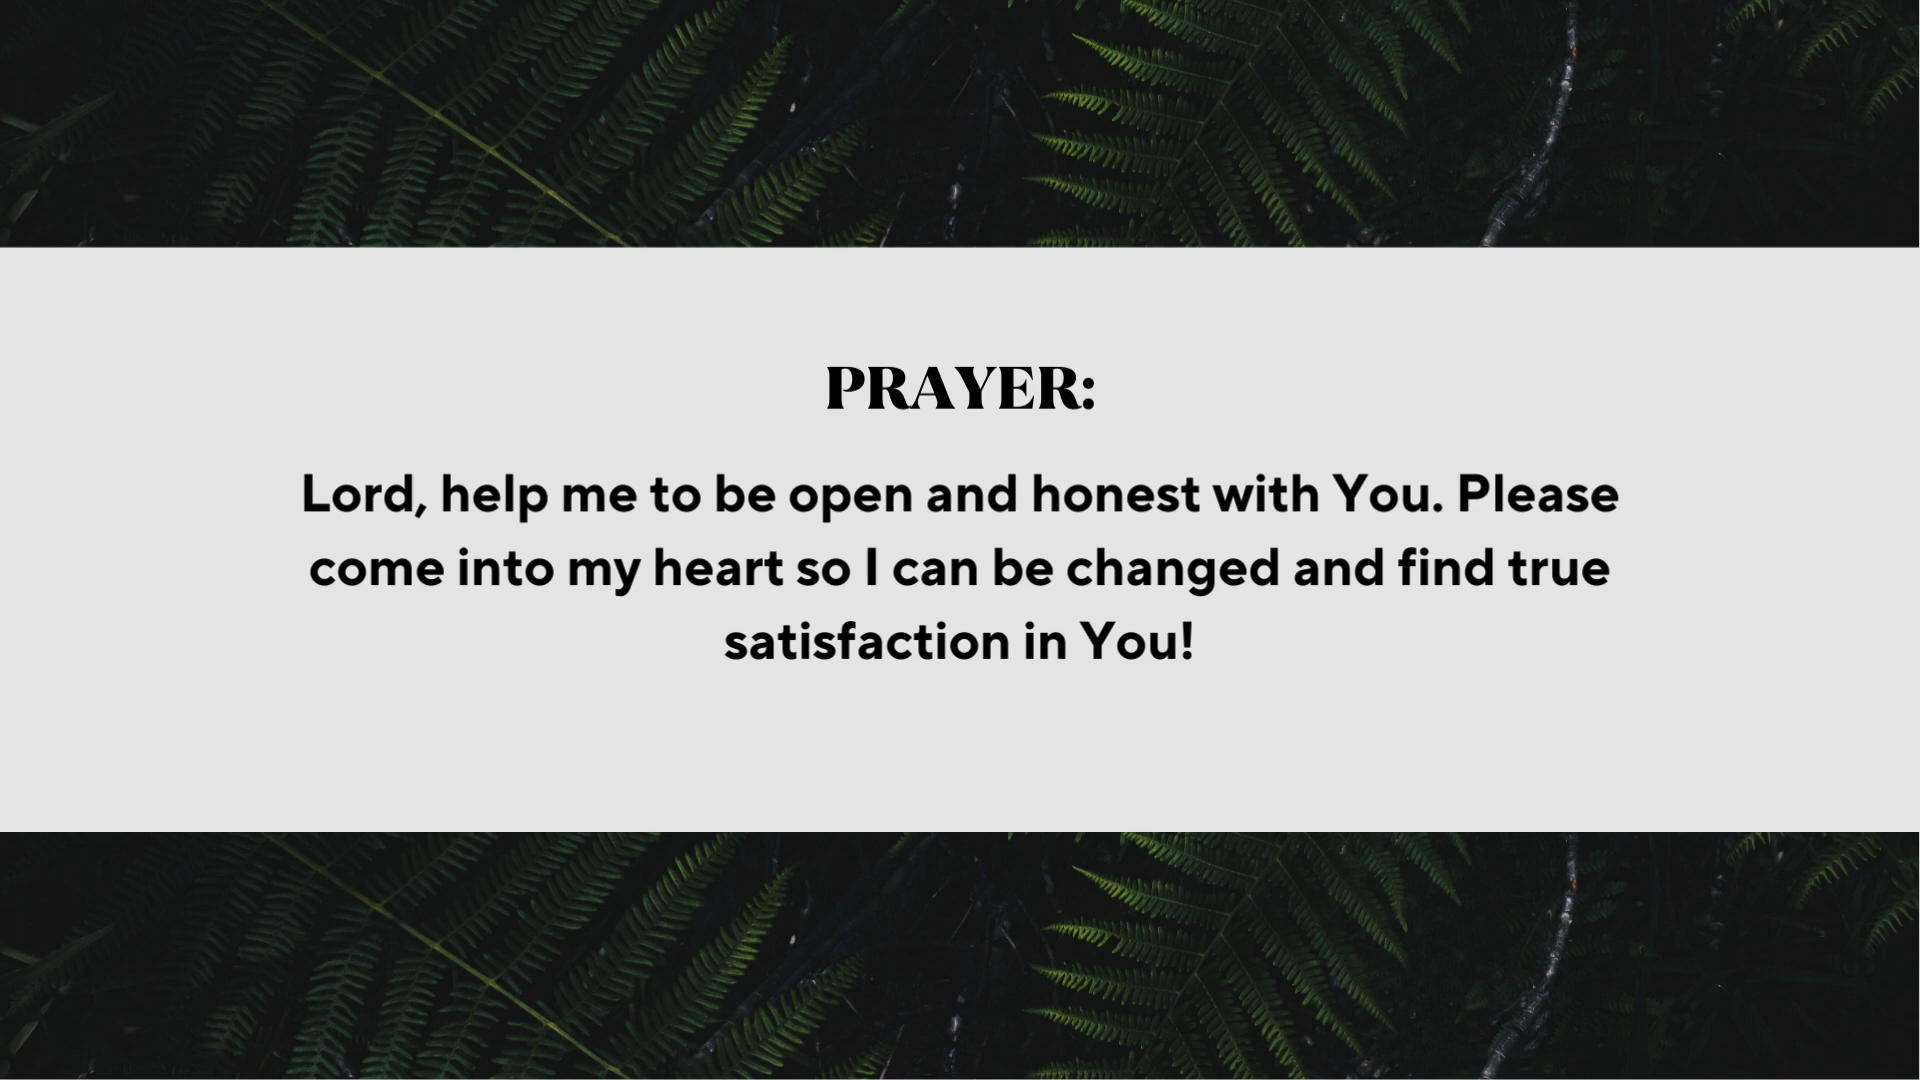 PRAYER:
Lord, help me to be open and honest with You. Please
come into my heart so I can be changed and find true
satisfaction in You!